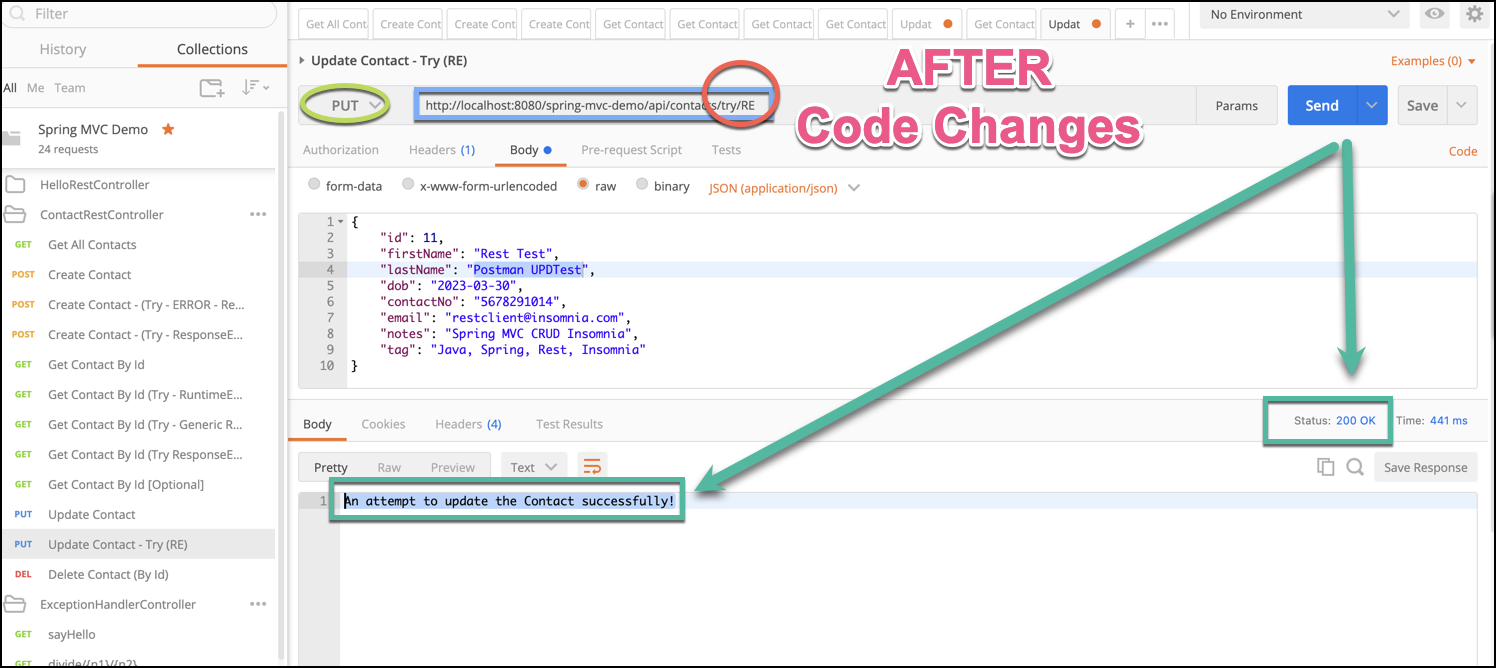 Filter
History Collections
All Me Team
Spring MVC Demo
24 requests
HelloRestController
ContactRestController
GET Get All Contacts
POST Create Contact
POST Create Contact - (Try - ERROR - Re...
POST Create Contact - (Try - ResponseE...
GET Get Contact By Id
GET Get Contact By Id (Try - RuntimeE...
GET Get Contact By Id (Try - Generic R...
GET Get Contact By Id (Try ResponseE...
GET Get Contact By Id [Optional]
PUT Update Contact
PUT Update Contact - Try (RE)
DEL Delete Contact (By Id)
ExceptionHandlerController
GET sayHello
GET divide/{n1}/{n2}
Get All Cont Create Cont Create Cont Create Cont Get Contact Get Contact Get Contact Get Contact Updat Get Contact Updat + •••
No Environment
Update Contact - Try (RE)
Examples (0)
AFTER
Code Changes
PUT http://localhost:8080/spring-mvc-demo/api/contacts/try/RE Params Send Save
Authorization Headers (1) Body Pre-request Script Tests Code
form-data x-www-form-urlencoded raw binary JSON (application/json)
1 {
2 "id": 11,
3 "firstName": "Rest Test",
4 "lastName": "Postman UPDTest",
5 "dob": "2023-03-30",
6 "contactNo": "5678291014",
7 "email": "restclient@insomnia.com",
8 "notes": "Spring MVC CRUD Insomnia",
9 "tag": "Java, Spring, Rest, Insomnia"
10 }
Body Cookies Headers (4) Test Results Status: 200 OK Time: 441 ms
Pretty Raw Preview Text Save Response
1 An attempt to update the Contact successfully!